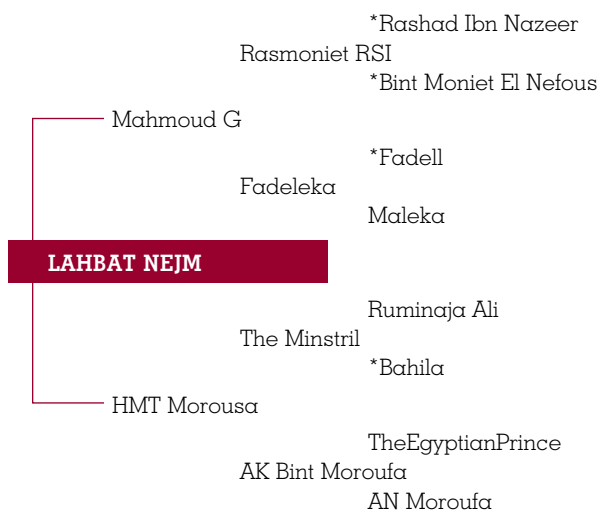 *Rashad Ibn Nazeer
Rasmoniet RSI
*Bint Moniet El Nefous
Mahmoud G
*Fadell
Fadeleka
Maleka
LAHBAT NEJM
Ruminaja Ali
The Minstril
*Bahila
HMT Morousa
TheEgyptianPrince
AK Bint Moroufa
AN Moroufa